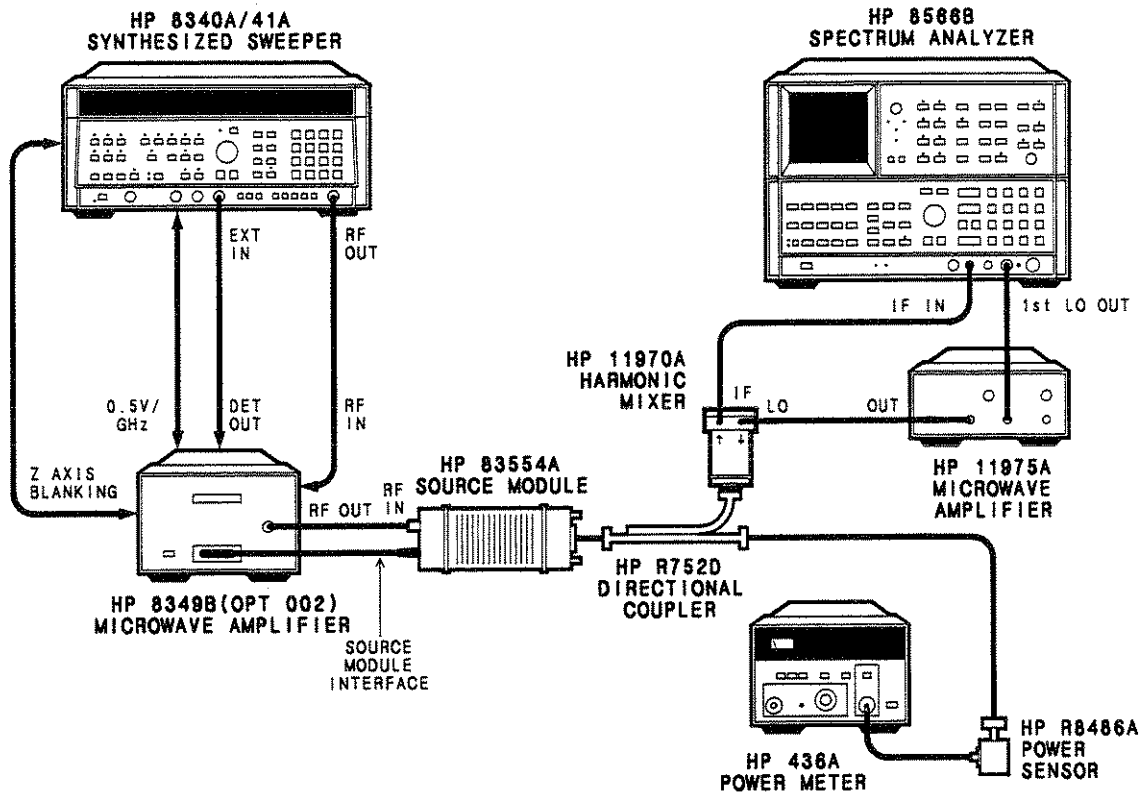 HP 8340A/41A
SYNTHESIZED SWEEPER
HP 8566B
SPECTRUM ANALYZER
EXT
IN
RF
OUT
IF IN
1st LO OUT
HP 11970A
HARMONIC
MIXER
IF
LO
OUT
0.5V/
GHz
DET
OUT
RF
IN
HP 11975A
MICROWAVE
AMPLIFIER
Z AXIS
BLANKING
HP 83554A
SOURCE MODULE
RF OUT
RF
IN
HP R752D
DIRECTIONAL
COUPLER
HP 8349B(OPT 002)
MICROWAVE AMPLIFIER
SOURCE
MODULE
INTERFACE
HP 436A
POWER METER
HP R8486A
POWER
SENSOR